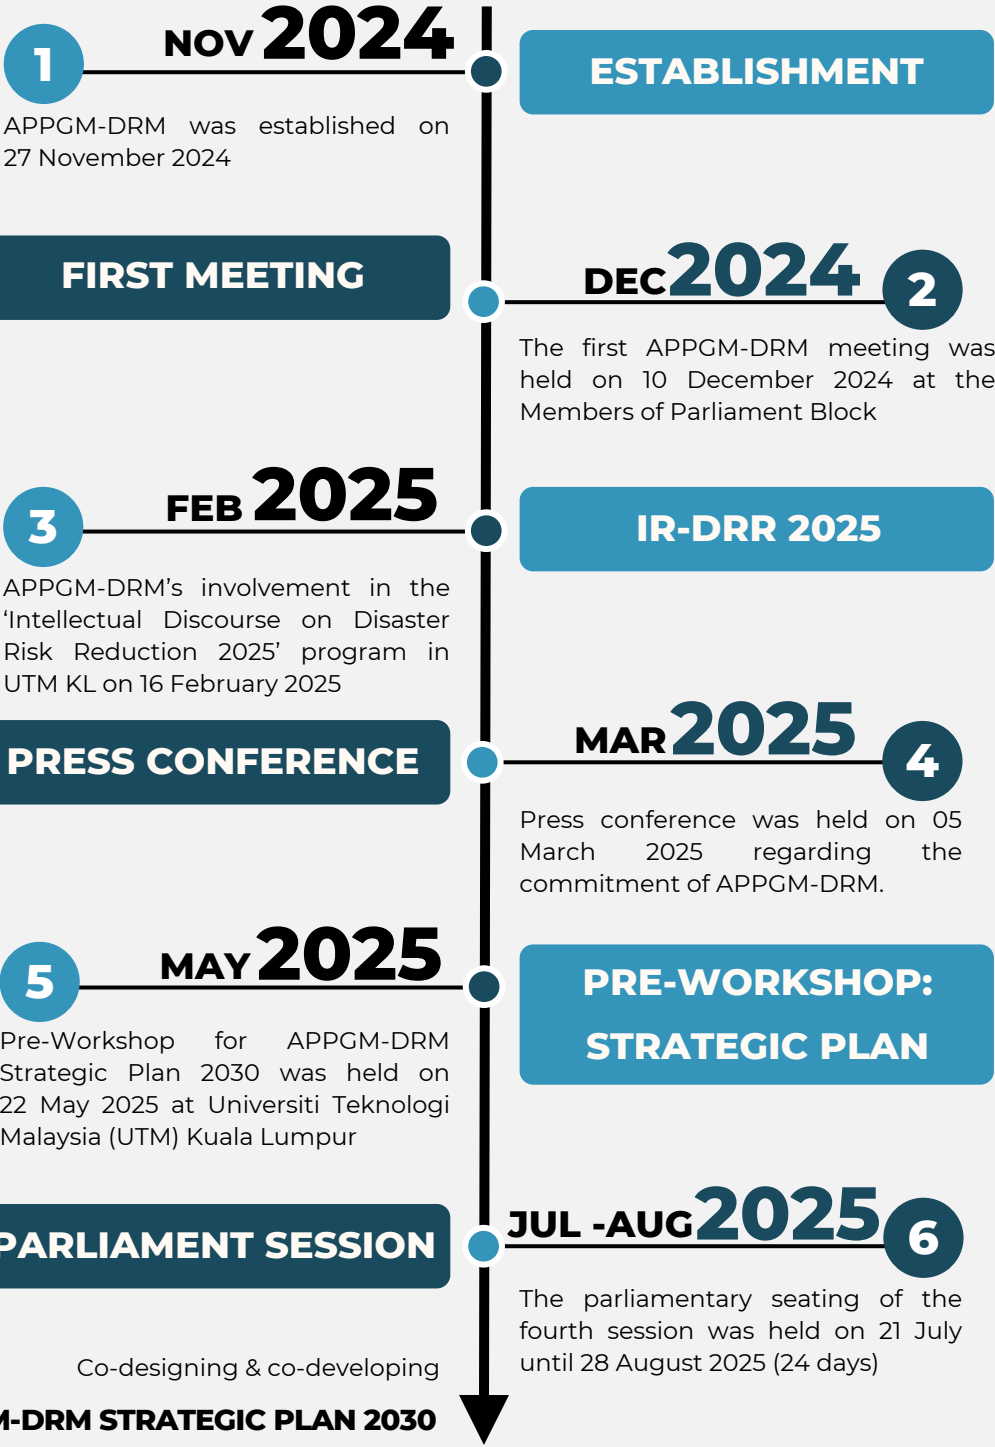 1
NOV 2024
ESTABLISHMENT
APPGM-DRM was established on
27 November 2024
FIRST MEETING
DEC 2024
2
The first APPGM-DRM meeting was
held on 10 December 2024 at the
Members of Parliament Block
3
FEB 2025
IR-DRR 2025
APPGM-DRM’s involvement in the
‘Intellectual Discourse on Disaster
Risk Reduction 2025’ program in
UTM KL on 16 February 2025
PRESS CONFERENCE
MAR 2025
4
Press conference was held on 05
March 2025 regarding the
commitment of APPGM-DRM.
5
MAY 2025
PRE-WORKSHOP:
STRATEGIC PLAN
Pre-Workshop for APPGM-DRM
Strategic Plan 2030 was held on
22 May 2025 at Universiti Teknologi
Malaysia (UTM) Kuala Lumpur
PARLIAMENT SESSION
JUL -AUG 2025
6
The parliamentary seating of the
fourth session was held on 21 July
until 28 August 2025 (24 days)
Co-designing & co-developing
M-DRM STRATEGIC PLAN 2030